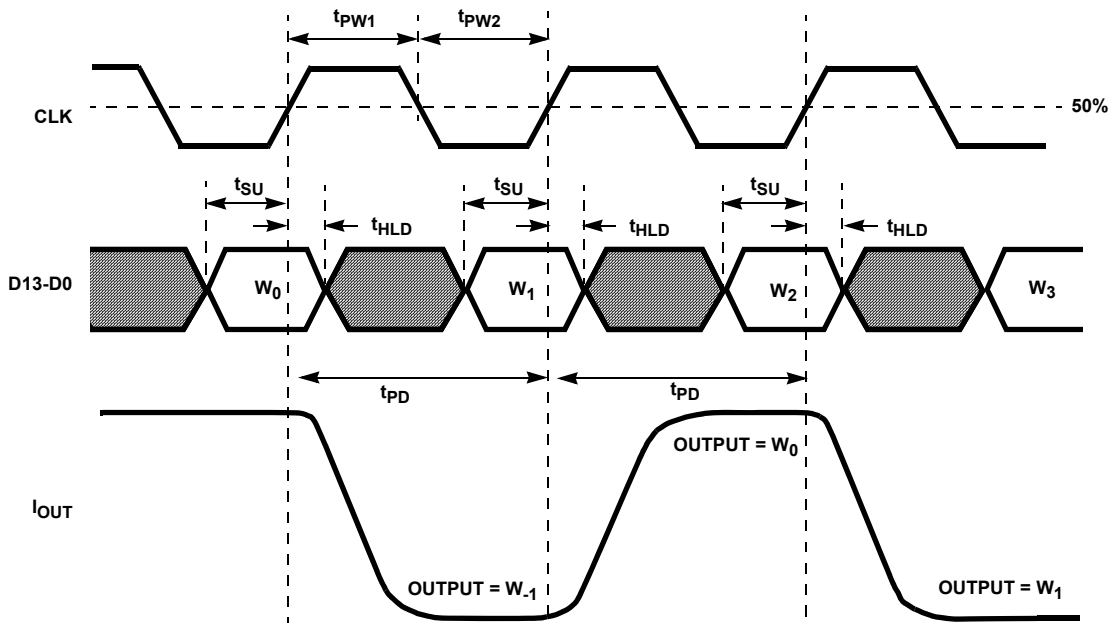 tPW1 tPW2
CLK 50%
tSU tSU tSU
tHLD tHLD tHLD
D13-D0 W0 W1 W2 W3
tPD tPD
OUTPUT = W0
IOUT
OUTPUT = W-1 OUTPUT = W1